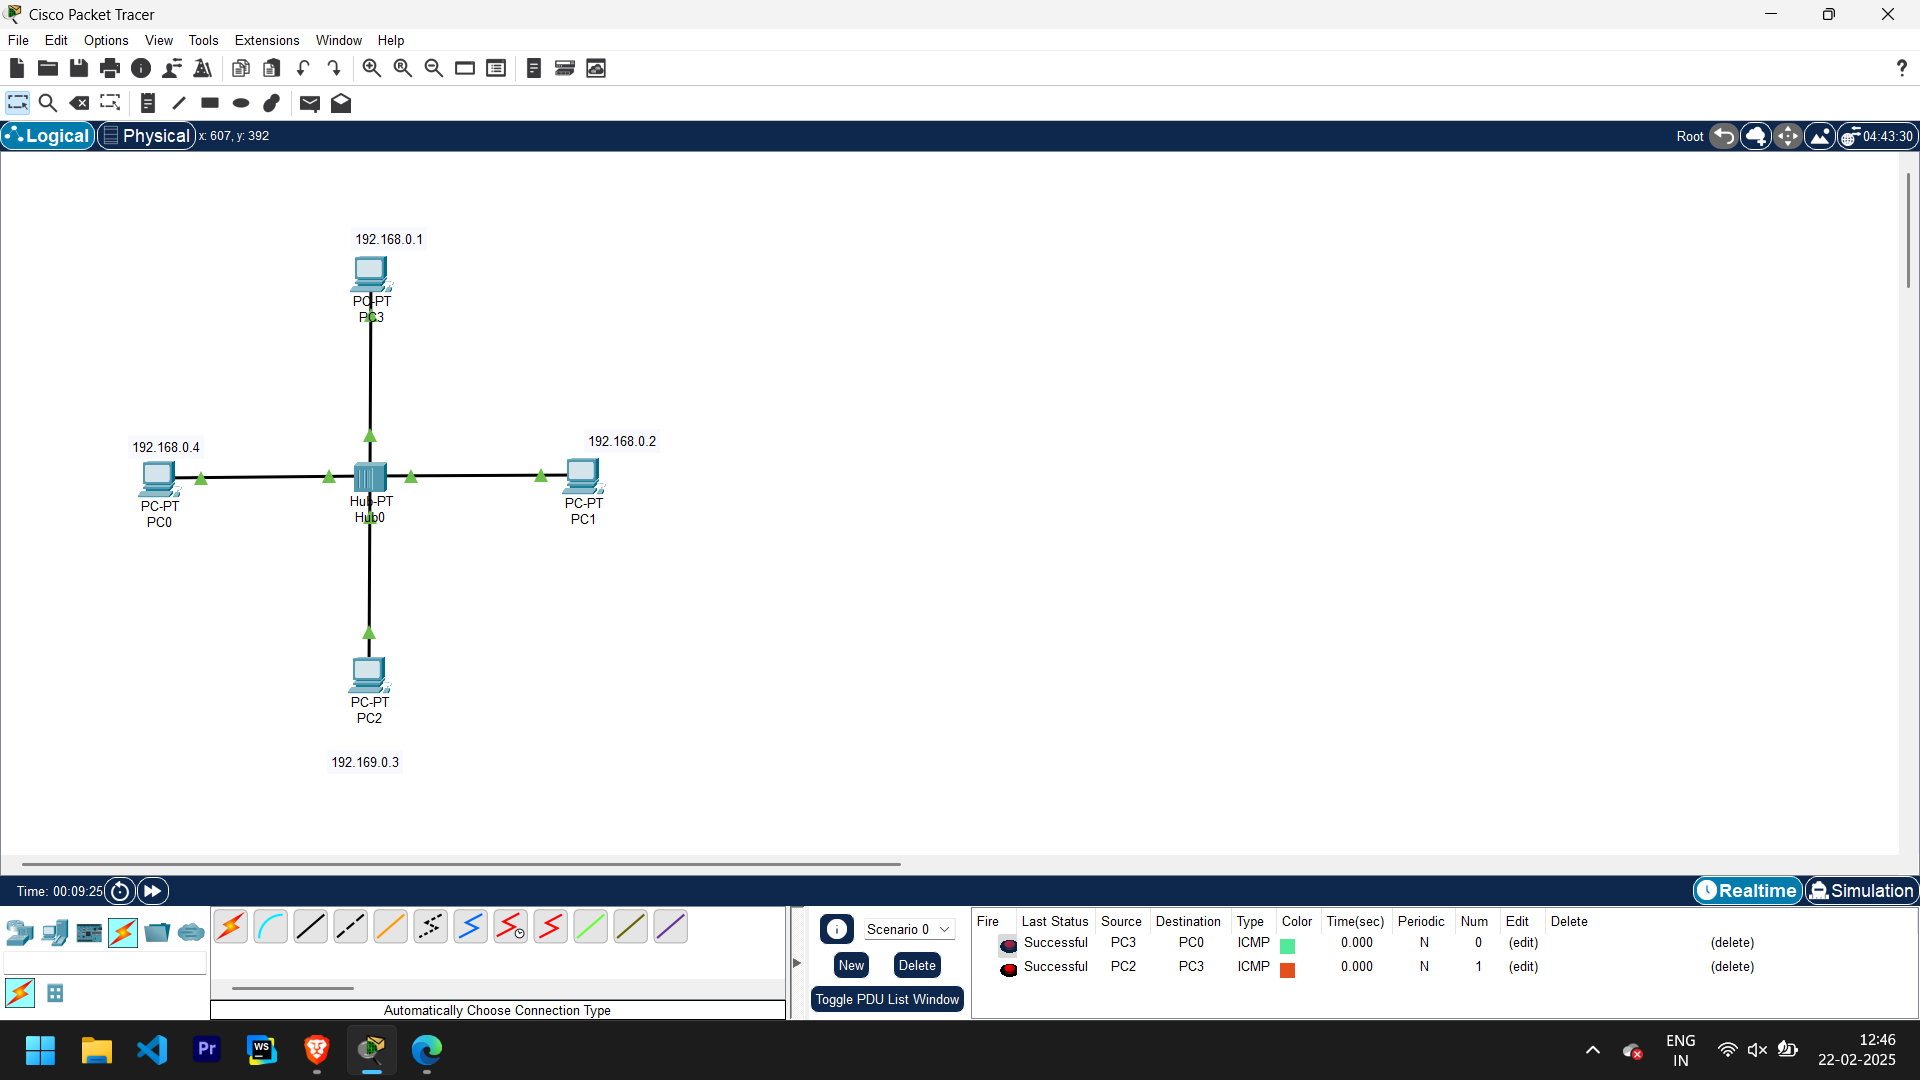 Cisco Packet Tracer
File Edit Options View Tools Extensions Window Help
?
Logical Physical x: 607, y: 392 Root 04:43:30
192.168.0.1
PC-PT
PC3
192.168.0.4
192.168.0.2
PC-PT
PC0
Hub-PT
Hub0
PC-PT
PC1
PC-PT
PC2
192.169.0.3
Time: 00:09:25 Realtime Simulation
Scenario 0
New Delete
Toggle PDU List Window
Fire Last Status Source Destination Type Color Time(sec) Periodic Num Edit Delete
Successful PC3 PC0 ICMP 0.000 N 0 (edit) (delete)
Successful PC2 PC3 ICMP 0.000 N 1 (edit) (delete)
Automatically Choose Connection Type
Pr
WS
ENG
IN
12:46
22-02-2025